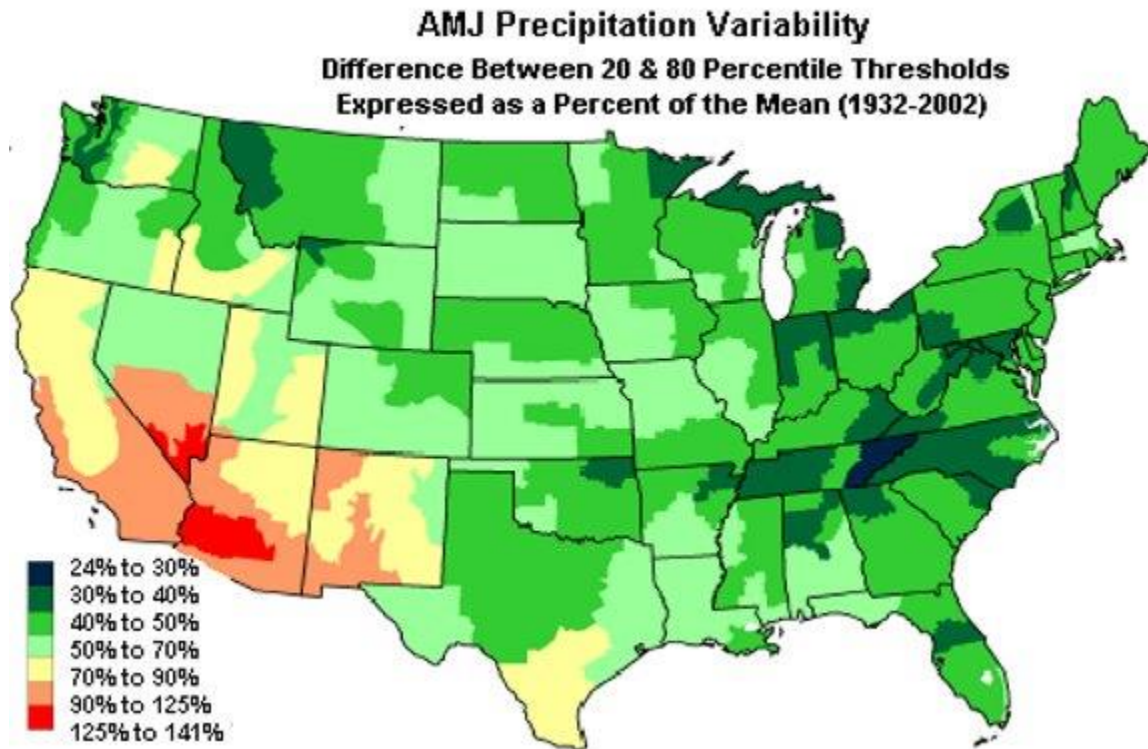 AMJ Precipitation Variability
Difference Between 20 & 80 Percentile Thresholds
Expressed as a Percent of the Mean (1932-2002)
24% to 30%
30% to 40%
40% to 50%
50% to 70%
70% to 90%
90% to 125%
125% to 141%